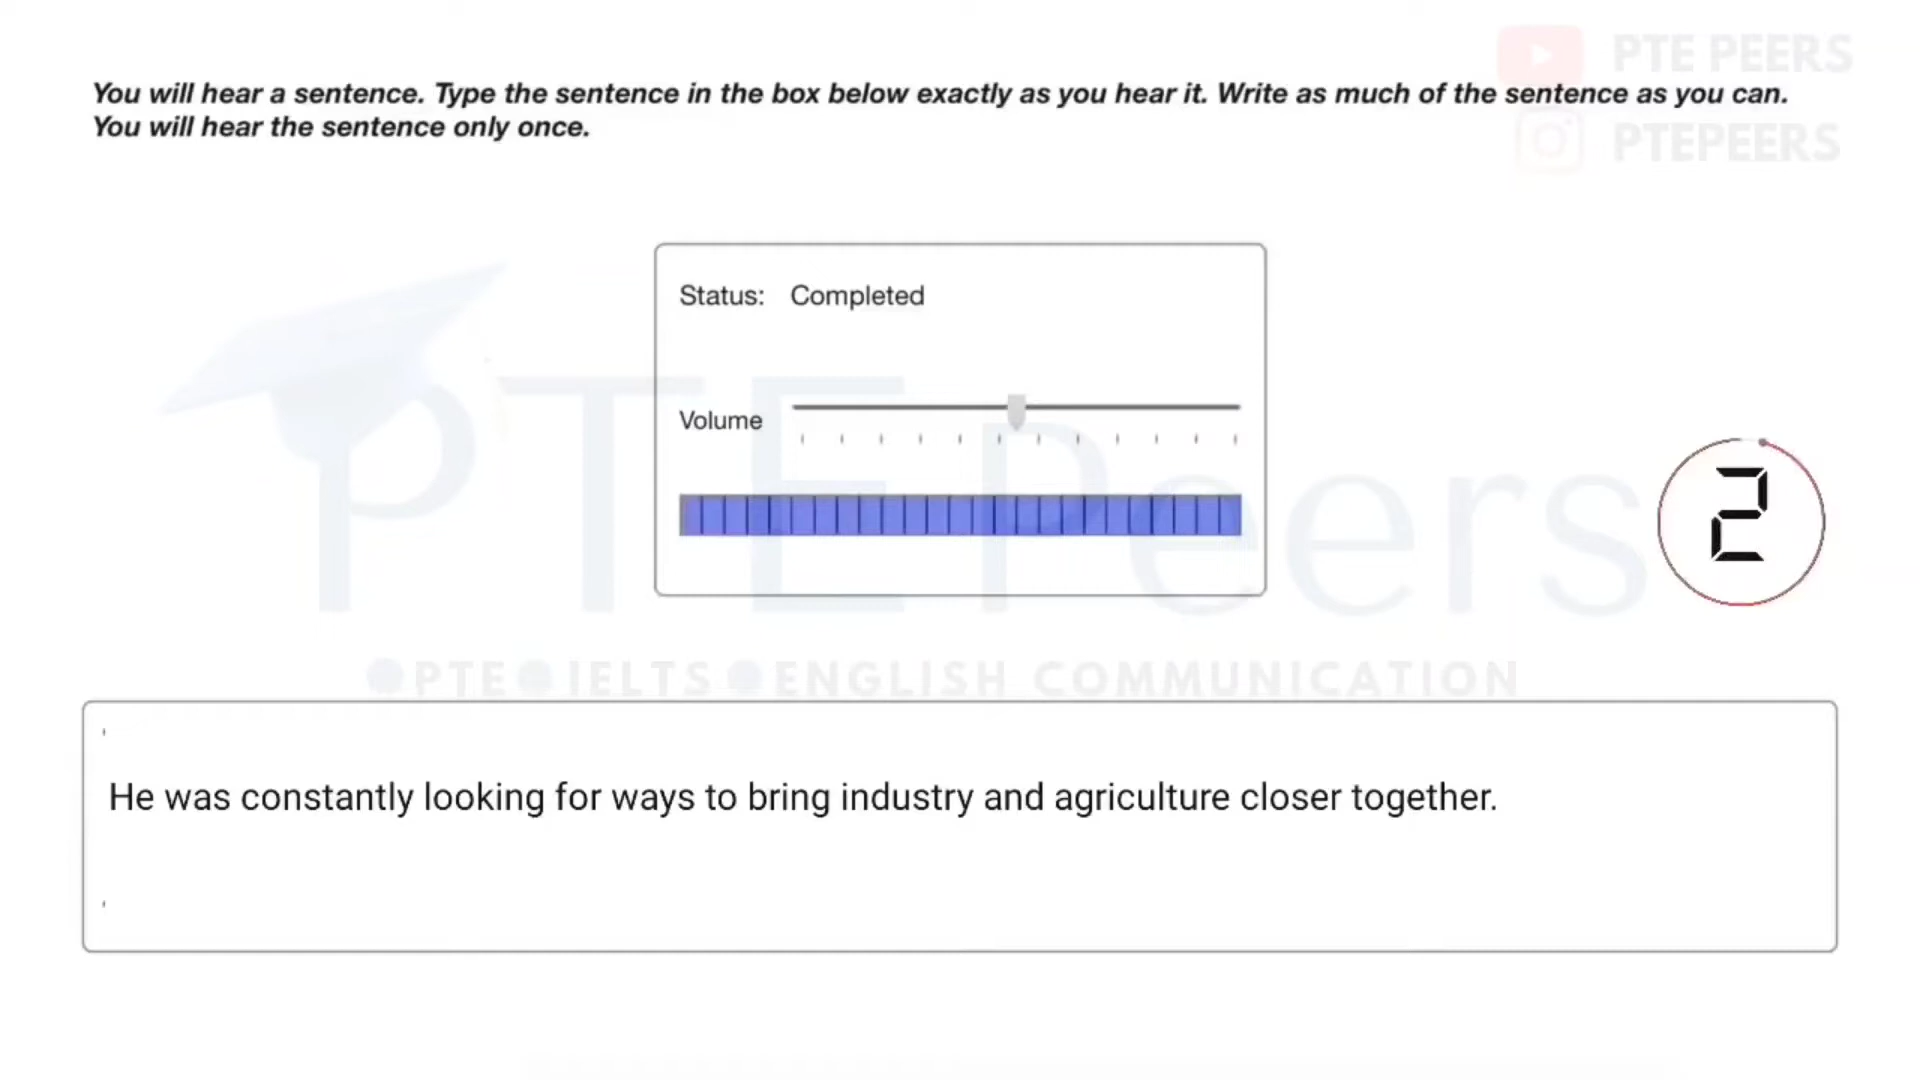 PTE PEERS
You will hear a sentence. Type the sentence in the box below exactly as you hear it. Write as much of the sentence as you can.
You will hear the sentence only once.
PTEPEERS
Status: Completed
Volume
2
PTE Peers
PTE IELTS ENGLISH COMMUNICATION
He was constantly looking for ways to bring industry and agriculture closer together.